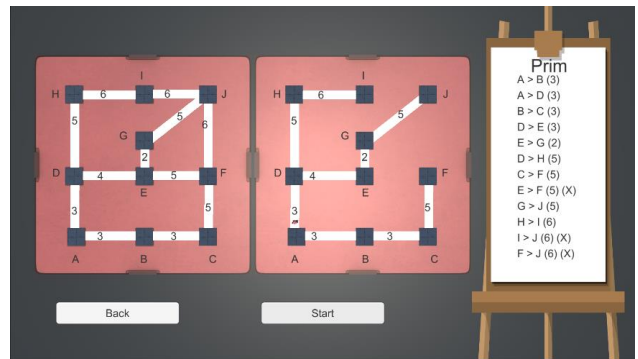 I
H
6
6
J
5
5
6
G
2
D
4
5
F
E
3
5
3
3
A
B
C
I
H
6
J
5
5
G
2
D
4
F
E
3
5
3
3
A
B
C
Prim
A > B (3)
A > D (3)
B > C (3)
D > E (3)
E > G (2)
D > H (5)
C > F (5)
E > F (5) (X)
G > J (5)
H > I (6)
I > J (6) (X)
F > J (6) (X)
Back
Start